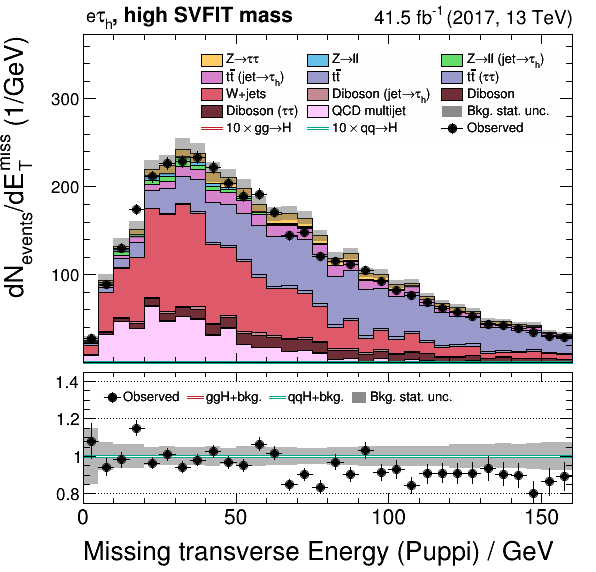 eτh, high SVFIT mass 41.5 fb⁻¹ (2017, 13 TeV)
dN_events/dE_T^miss (1/GeV)
300
200
100
Z→ττ Z→ll Z→ll (jet→τh)
tt̄ (jet→τh) tt̄ tt̄ (ττ)
W+jets Diboson (jet→τh) Diboson
Diboson (ττ) QCD multijet Bkg. stat. unc.
10 × gg→H 10 × qq→H Observed
1.4
1.2
1
0.8
Observed ggH+bkg. qqH+bkg. Bkg. stat. unc.
0 50 100 150
Missing transverse Energy (Puppi) / GeV